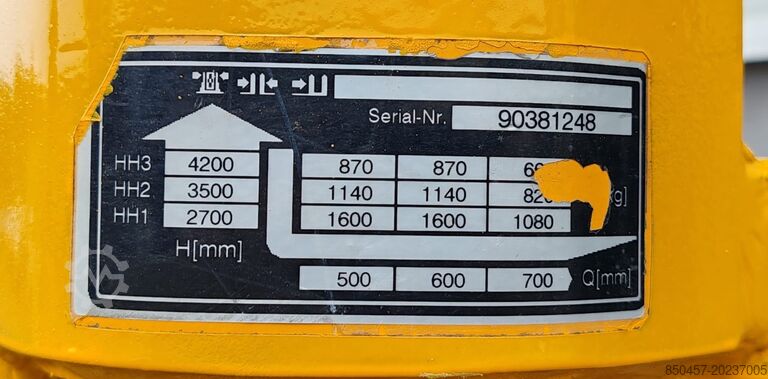 Serial-Nr. 90381248
HH3 4200 870 870
HH2 3500 1140 1140 820
HH1 2700 1600 1600 1080
H[mm]
500 600 700 Q[mm]
850457-20237005